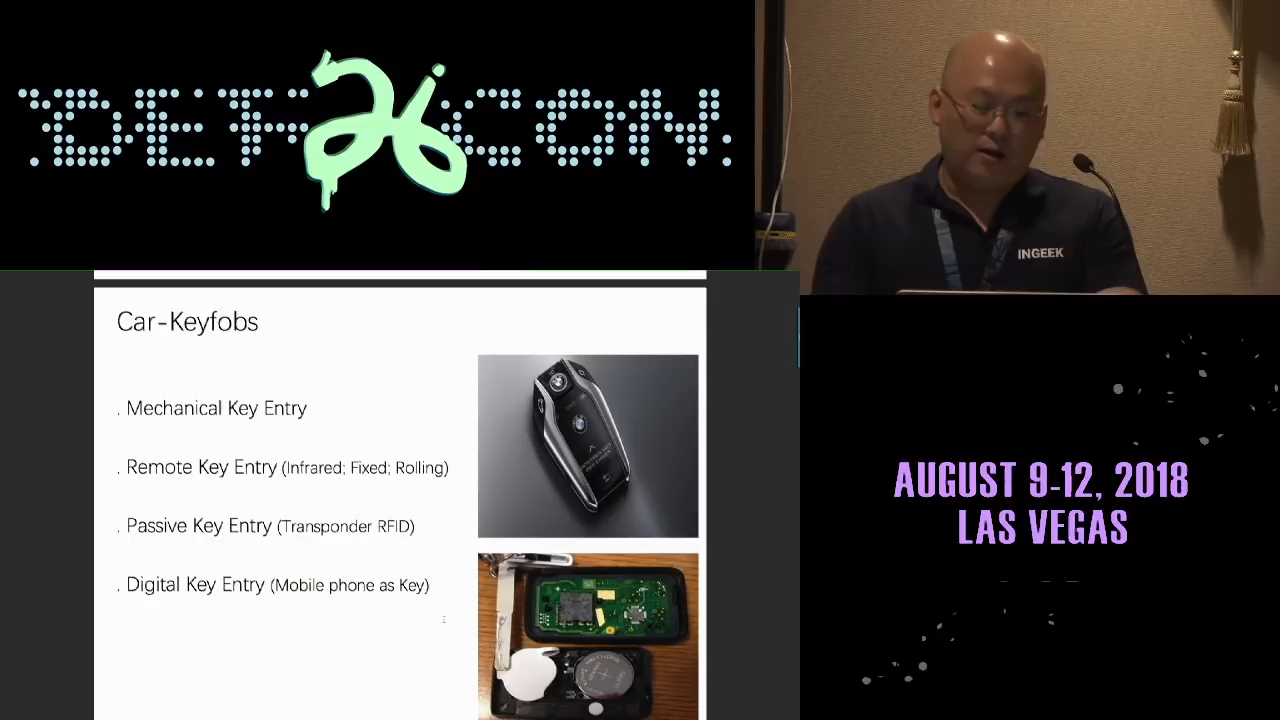 DEF 26 CON
INGEEK
Car-Keyfobs
. Mechanical Key Entry
. Remote Key Entry (Infrared; Fixed; Rolling)
. Passive Key Entry (Transponder RFID)
. Digital Key Entry (Mobile phone as Key)
AUGUST 9-12, 2018
LAS VEGAS